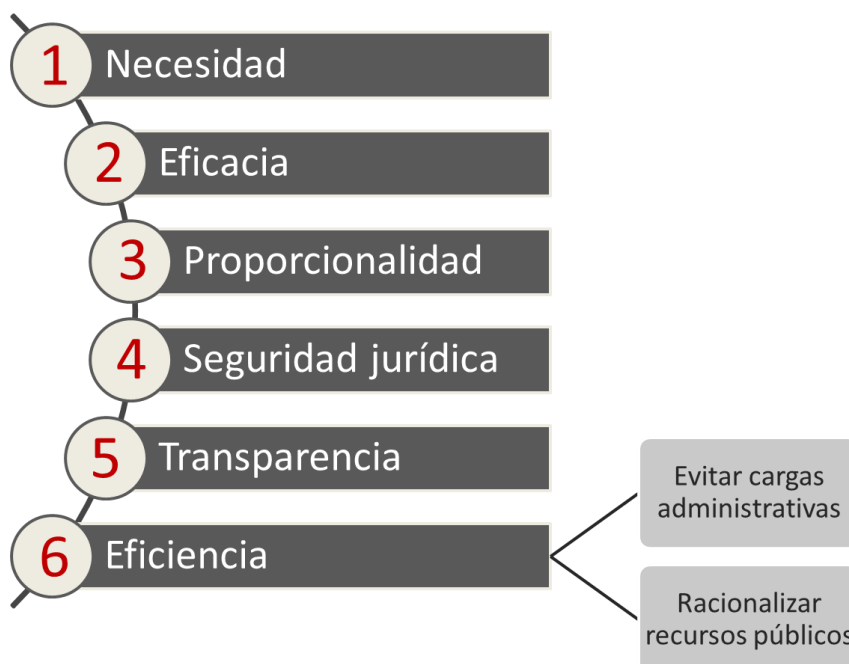 1 Necesidad
2 Eficacia
3 Proporcionalidad
4 Seguridad jurídica
5 Transparencia
6 Eficiencia
Evitar cargas
administrativas
Racionalizar
recursos públicos